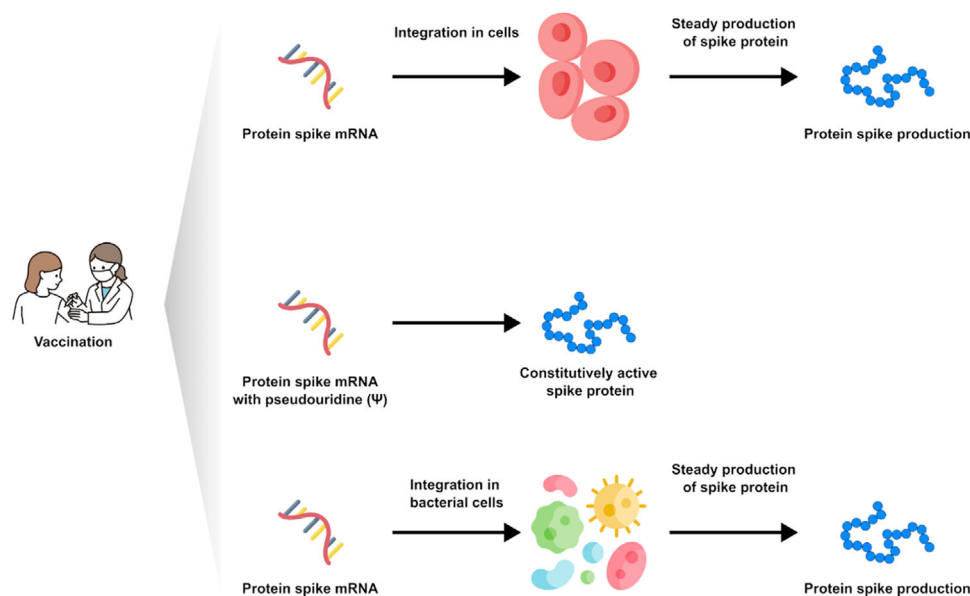 Integration in cells
Steady production
of spike protein
Protein spike mRNA
Protein spike production
Vaccination
Protein spike mRNA
with pseudouridine (Ψ)
Constitutively active
spike protein
Integration in
bacterial cells
Steady production
of spike protein
Protein spike mRNA
Protein spike production